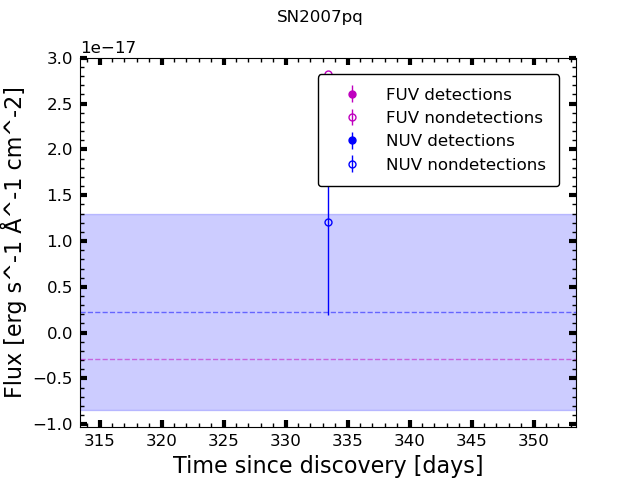 SN2007pq
1e−17
3.0
2.5
2.0
1.5
1.0
0.5
0.0
−0.5
−1.0
Flux [erg s^-1 Å^-1 cm^-2]
FUV detections
FUV nondetections
NUV detections
NUV nondetections
315 320 325 330 335 340 345 350
Time since discovery [days]